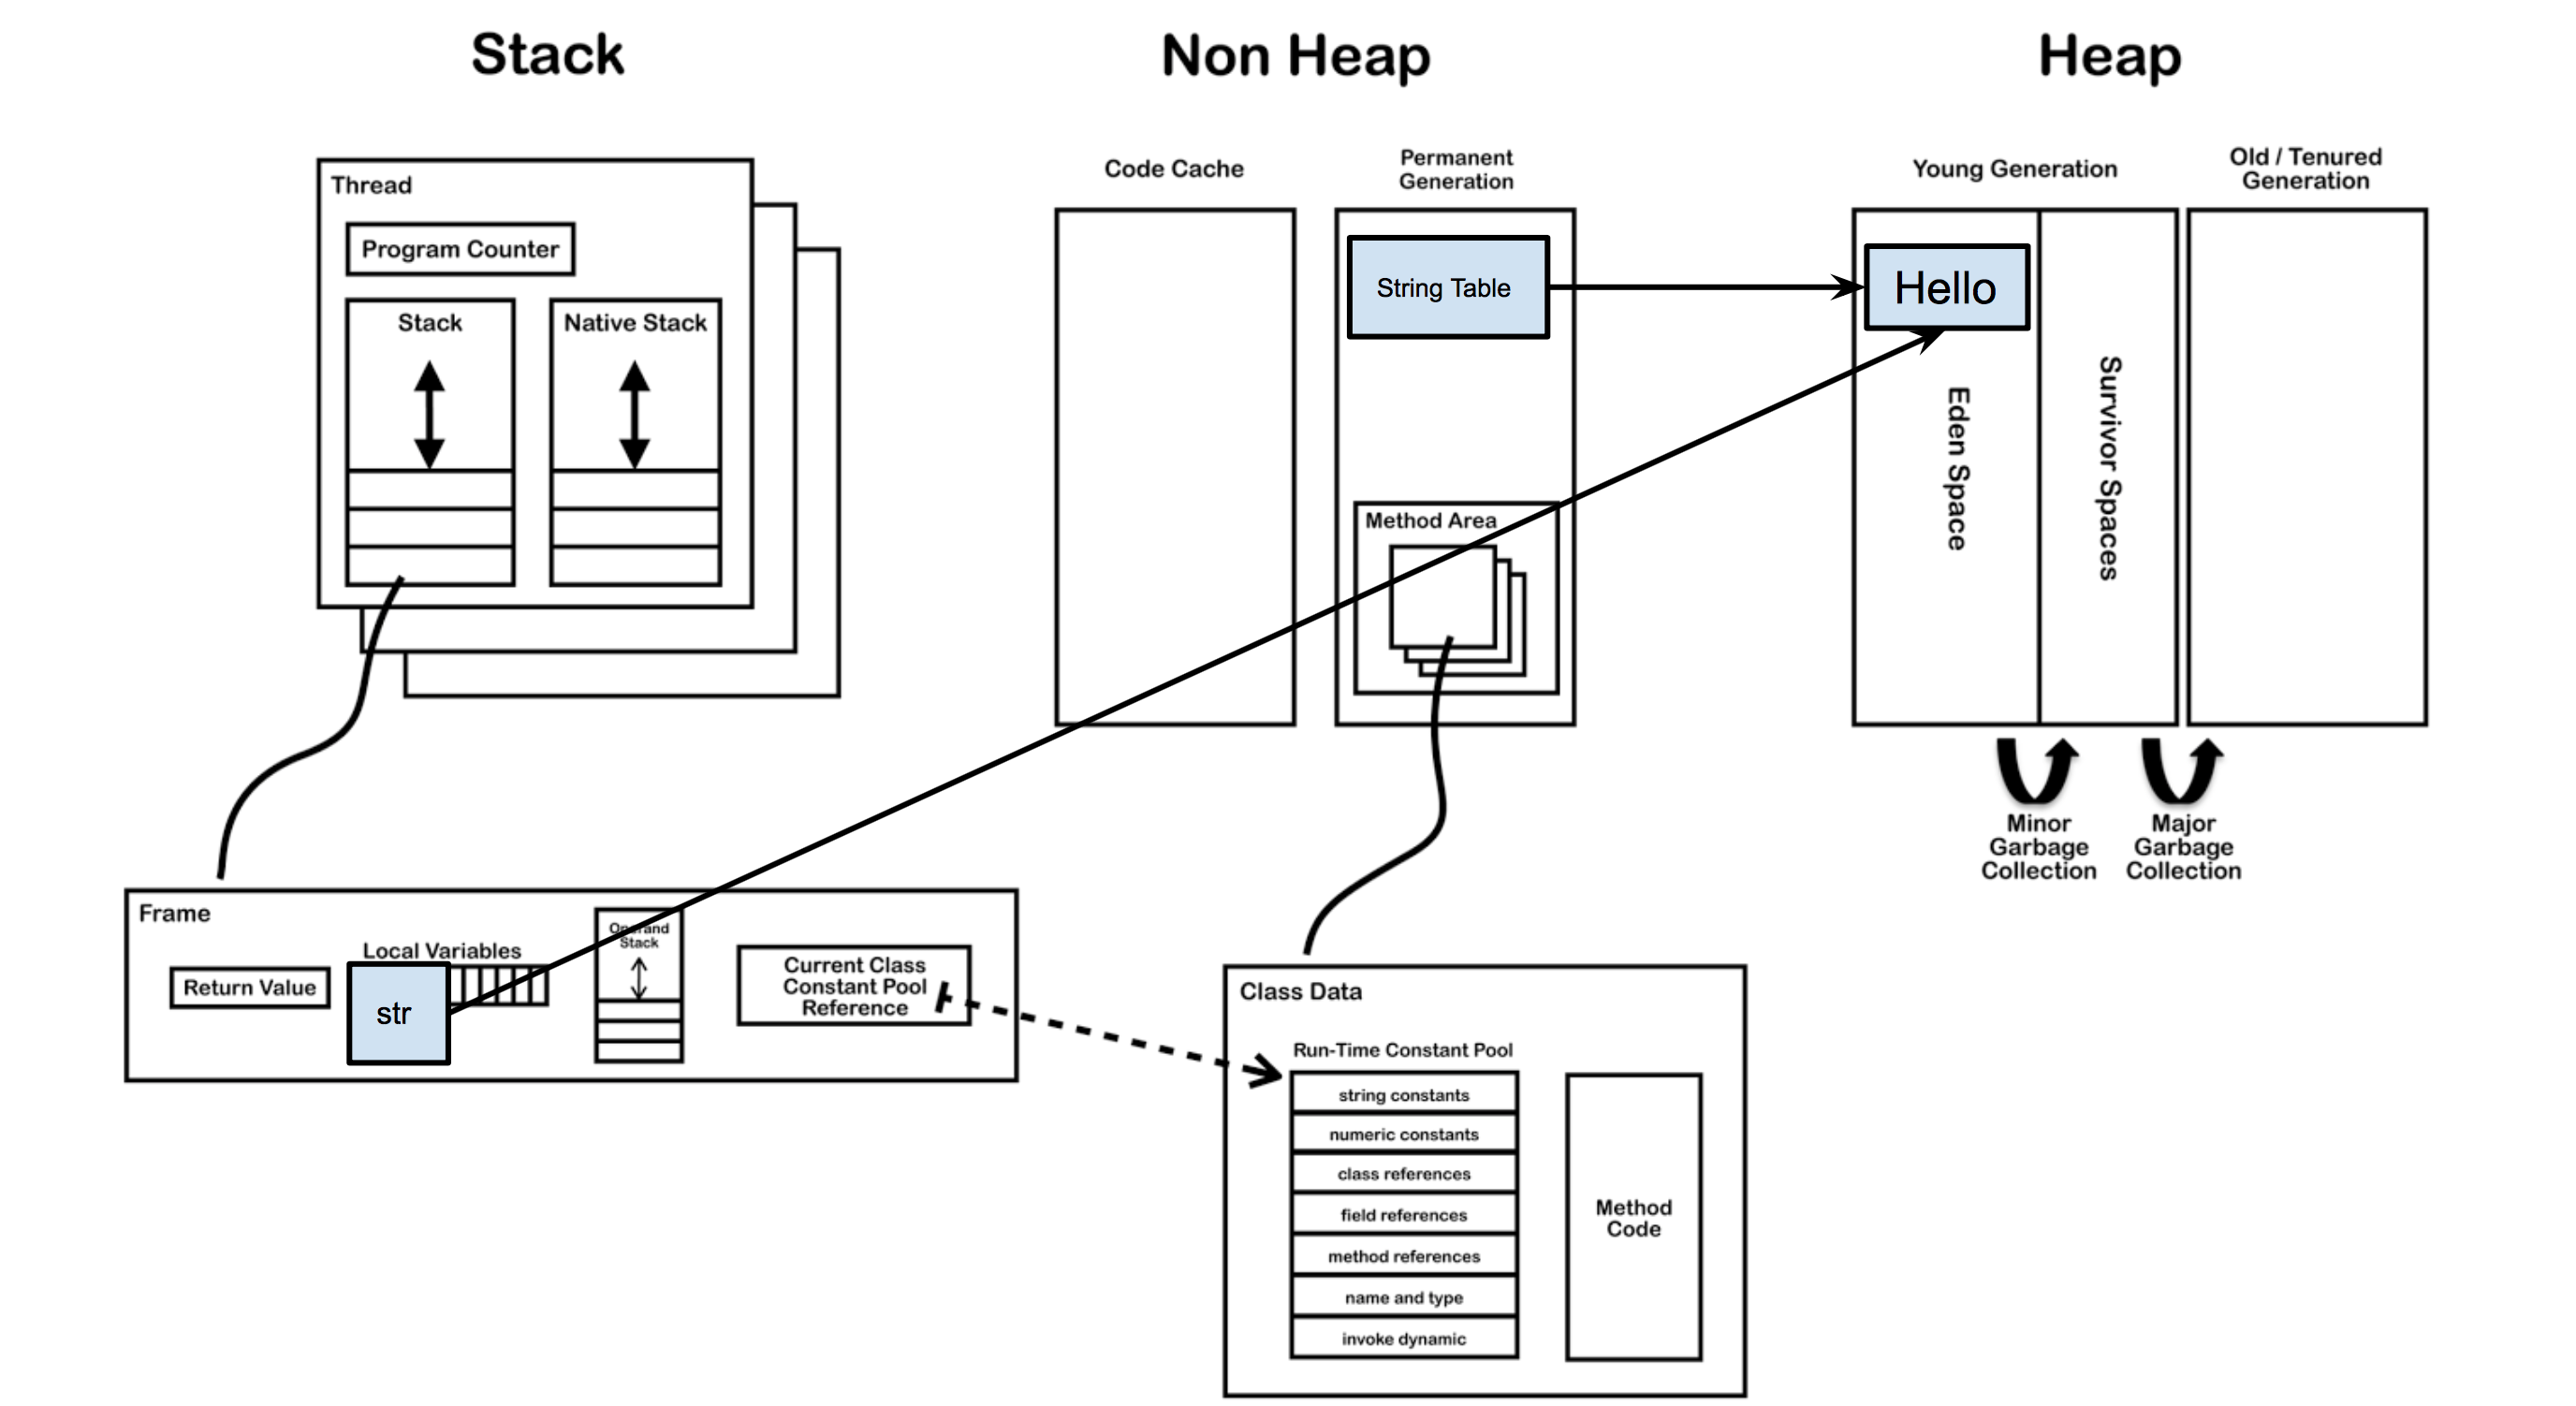 Stack
Non Heap
Heap
Thread
Program Counter
Stack
Native Stack
Code Cache
Permanent
Generation
String Table
Method Area
Young Generation
Old / Tenured
Generation
Hello
Eden Space
Survivor Spaces
Minor
Garbage
Collection
Major
Garbage
Collection
Frame
Return Value
Local Variables
str
Operand
Stack
Current Class
Constant Pool
Reference
Class Data
Run-Time Constant Pool
string constants
numeric constants
class references
field references
method references
name and type
invoke dynamic
Method
Code